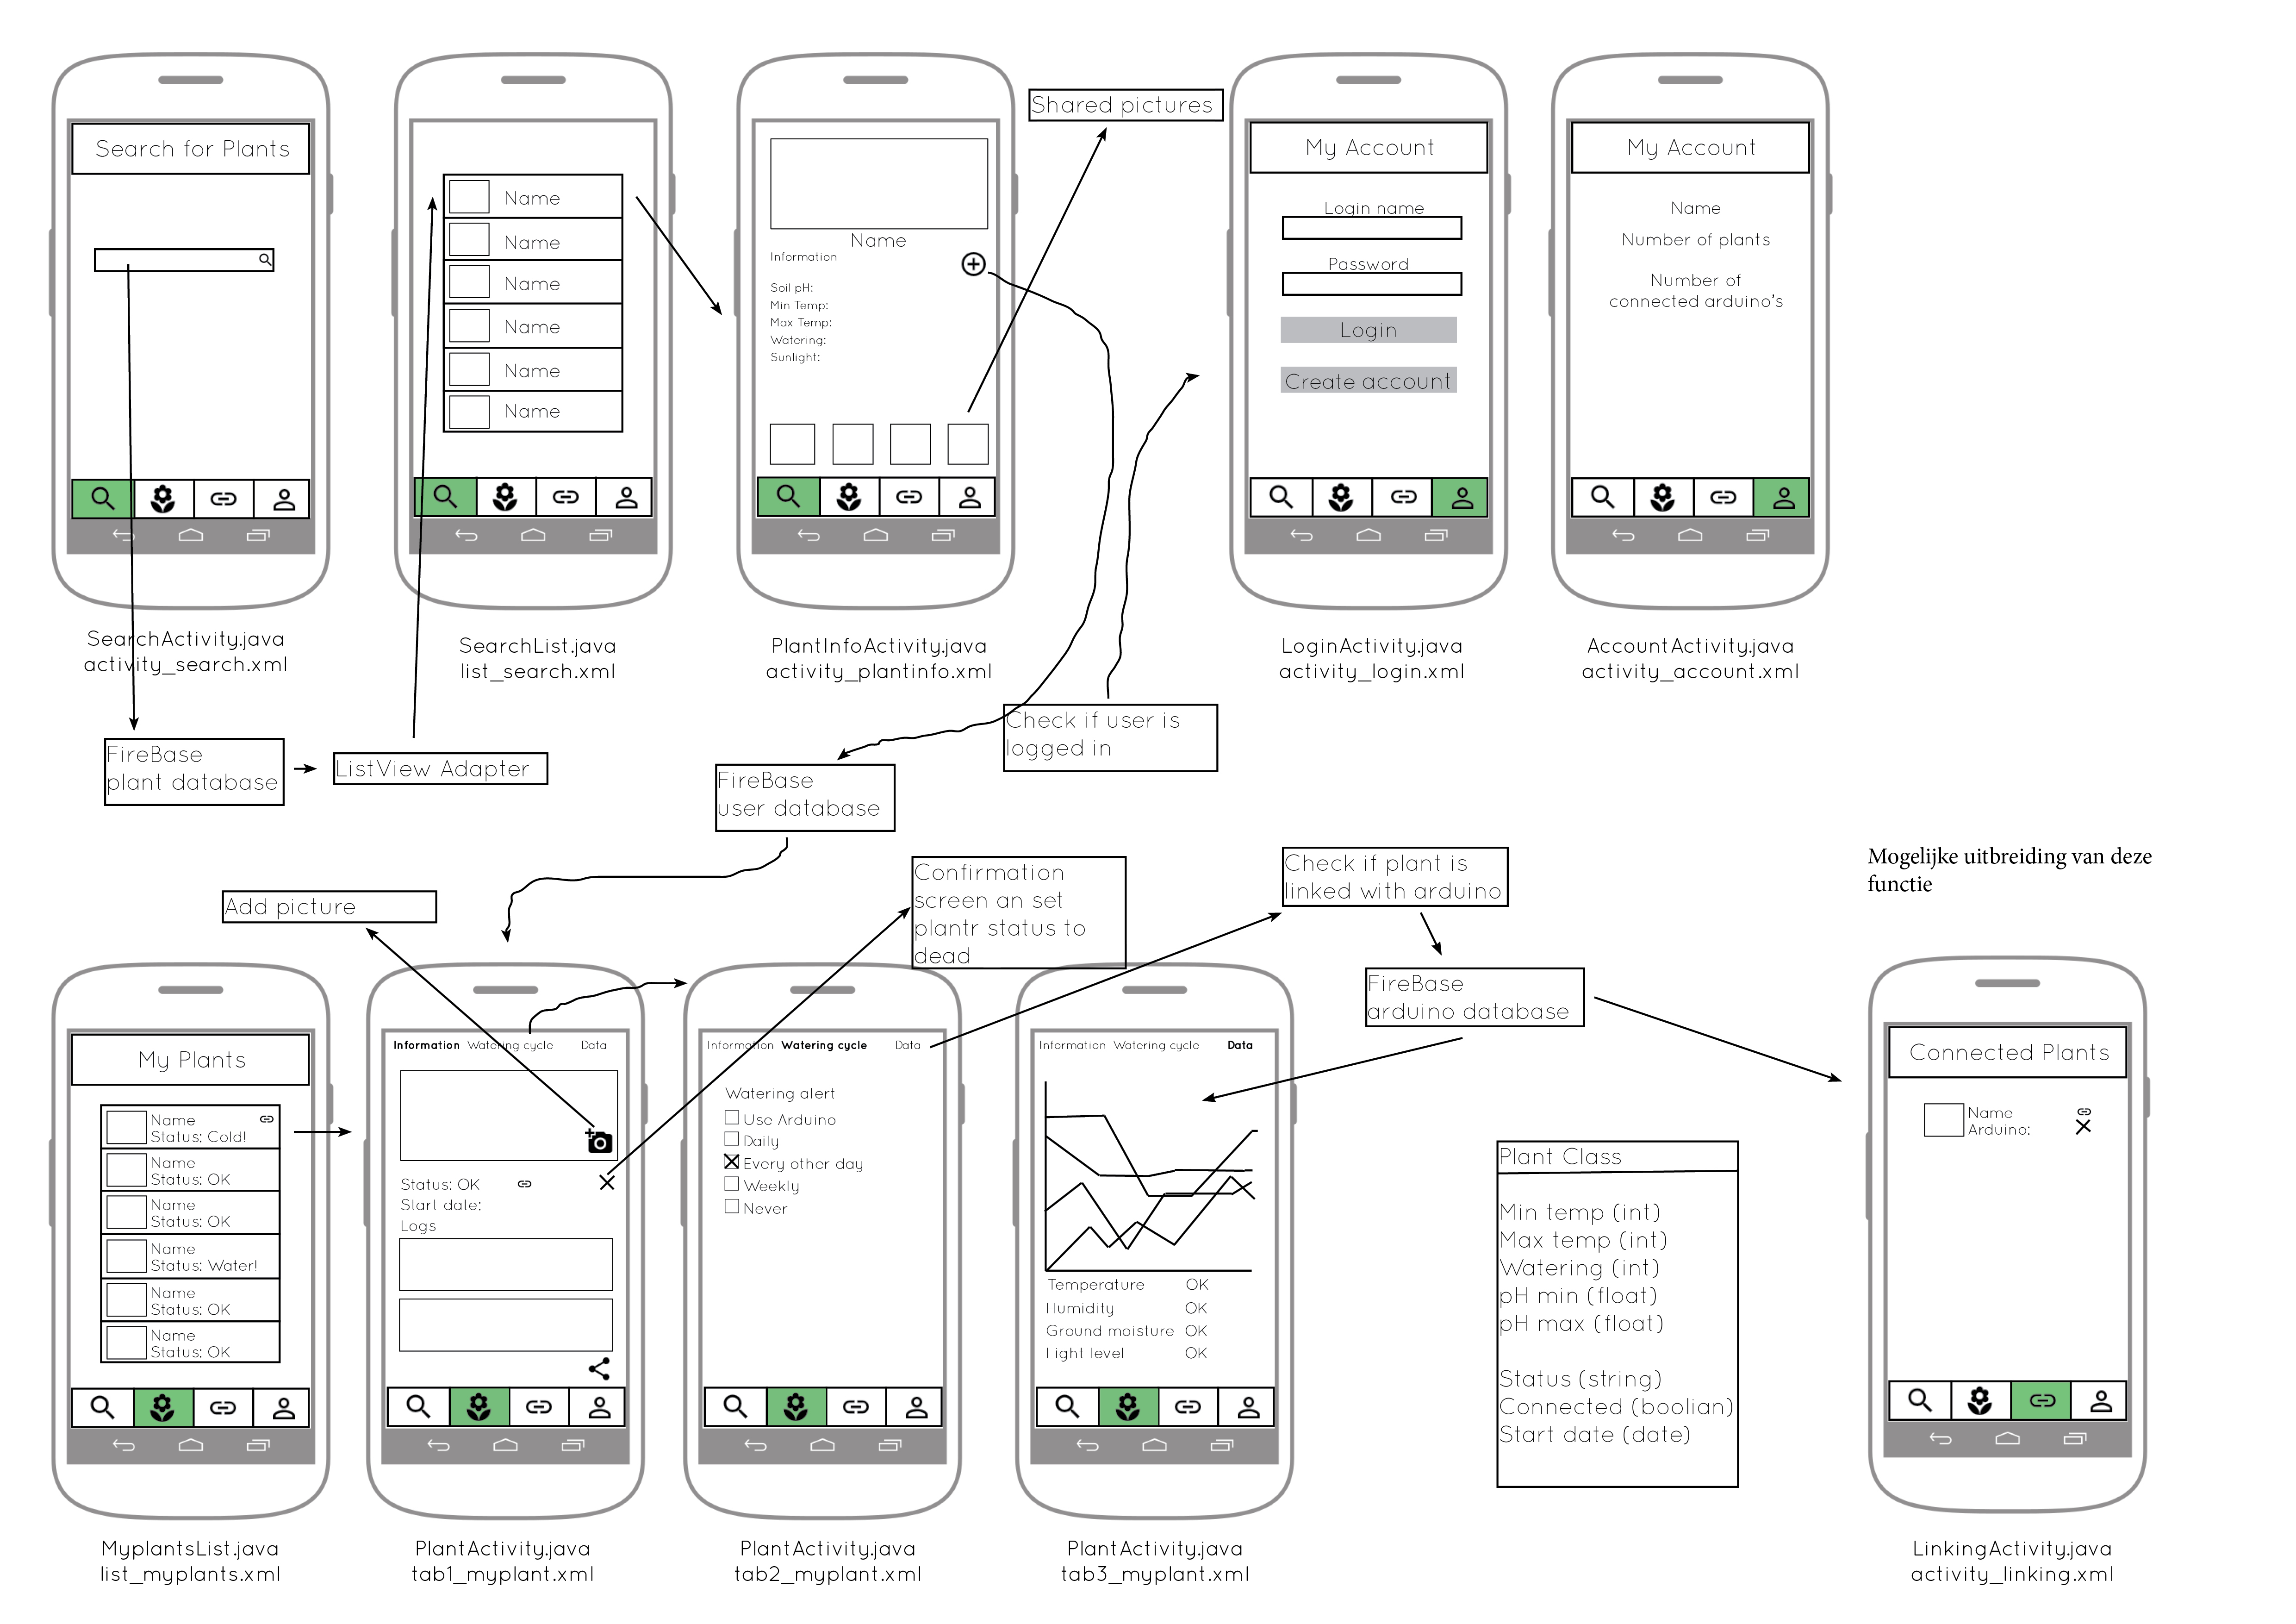 Search for Plants
SearchActivity.java
activity_search.xml
Name
Name
Name
Name
Name
Name
SearchList.java
list_search.xml
Name
Information
Soil pH:
Min Temp:
Max Temp:
Watering:
Sunlight:
PlantInfoActivity.java
activity_plantinfo.xml
Shared pictures
My Account
Login name
Password
Login
Create account
LoginActivity.java
activity_login.xml
My Account
Name
Number of plants
Number of
connected arduino's
AccountActivity.java
activity_account.xml
FireBase
plant database
ListView Adapter
FireBase
user database
Check if user is
logged in
Add picture
Confirmation
screen an set
plantr status to
dead
Check if plant is
linked with arduino
FireBase
arduino database
Mogelijke uitbreiding van deze
functie
My Plants
Name
Status: Cold!
Name
Status: OK
Name
Status: OK
Name
Status: Water!
Name
Status: OK
Name
Status: OK
MyplantsList.java
list_myplants.xml
Information Watering cycle Data
Status: OK
Start date:
Logs
PlantActivity.java
tab1_myplant.xml
Information Watering cycle Data
Watering alert
Use Arduino
Daily
Every other day
Weekly
Never
PlantActivity.java
tab2_myplant.xml
Information Watering cycle Data
Temperature OK
Humidity OK
Ground moisture OK
Light level OK
PlantActivity.java
tab3_myplant.xml
Plant Class
Min temp (int)
Max temp (int)
Watering (int)
pH min (float)
pH max (float)
Status (string)
Connected (boolian)
Start date (date)
Connected Plants
Name
Arduino:
LinkingActivity.java
activity_linking.xml